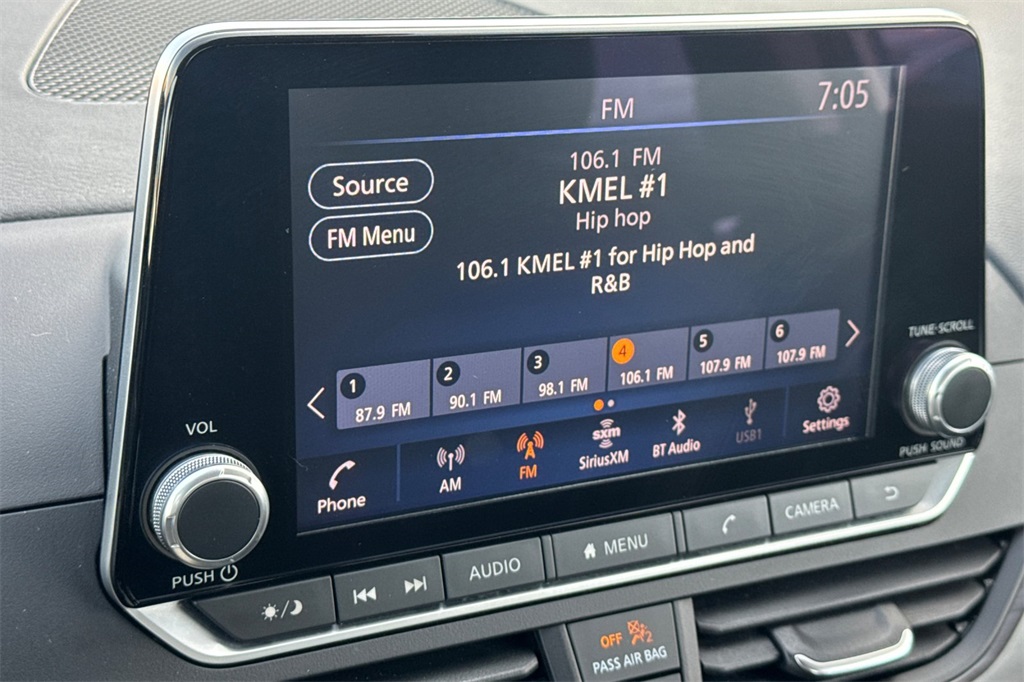 FM
7:05
Source
106.1 FM
KMEL #1
Hip hop
FM Menu
106.1 KMEL #1 for Hip Hop and
R&B
1 2 3 4 5 6
87.9 FM 90.1 FM 98.1 FM 106.1 FM 107.9 FM 107.9 FM
Phone
AM
FM
sxm
SiriusXM
BT Audio
USB1
Settings
VOL
PUSH
TUNE·SCROLL
PUSH: SOUND
AUDIO
MENU
CAMERA
OFF
2
PASS AIR BAG